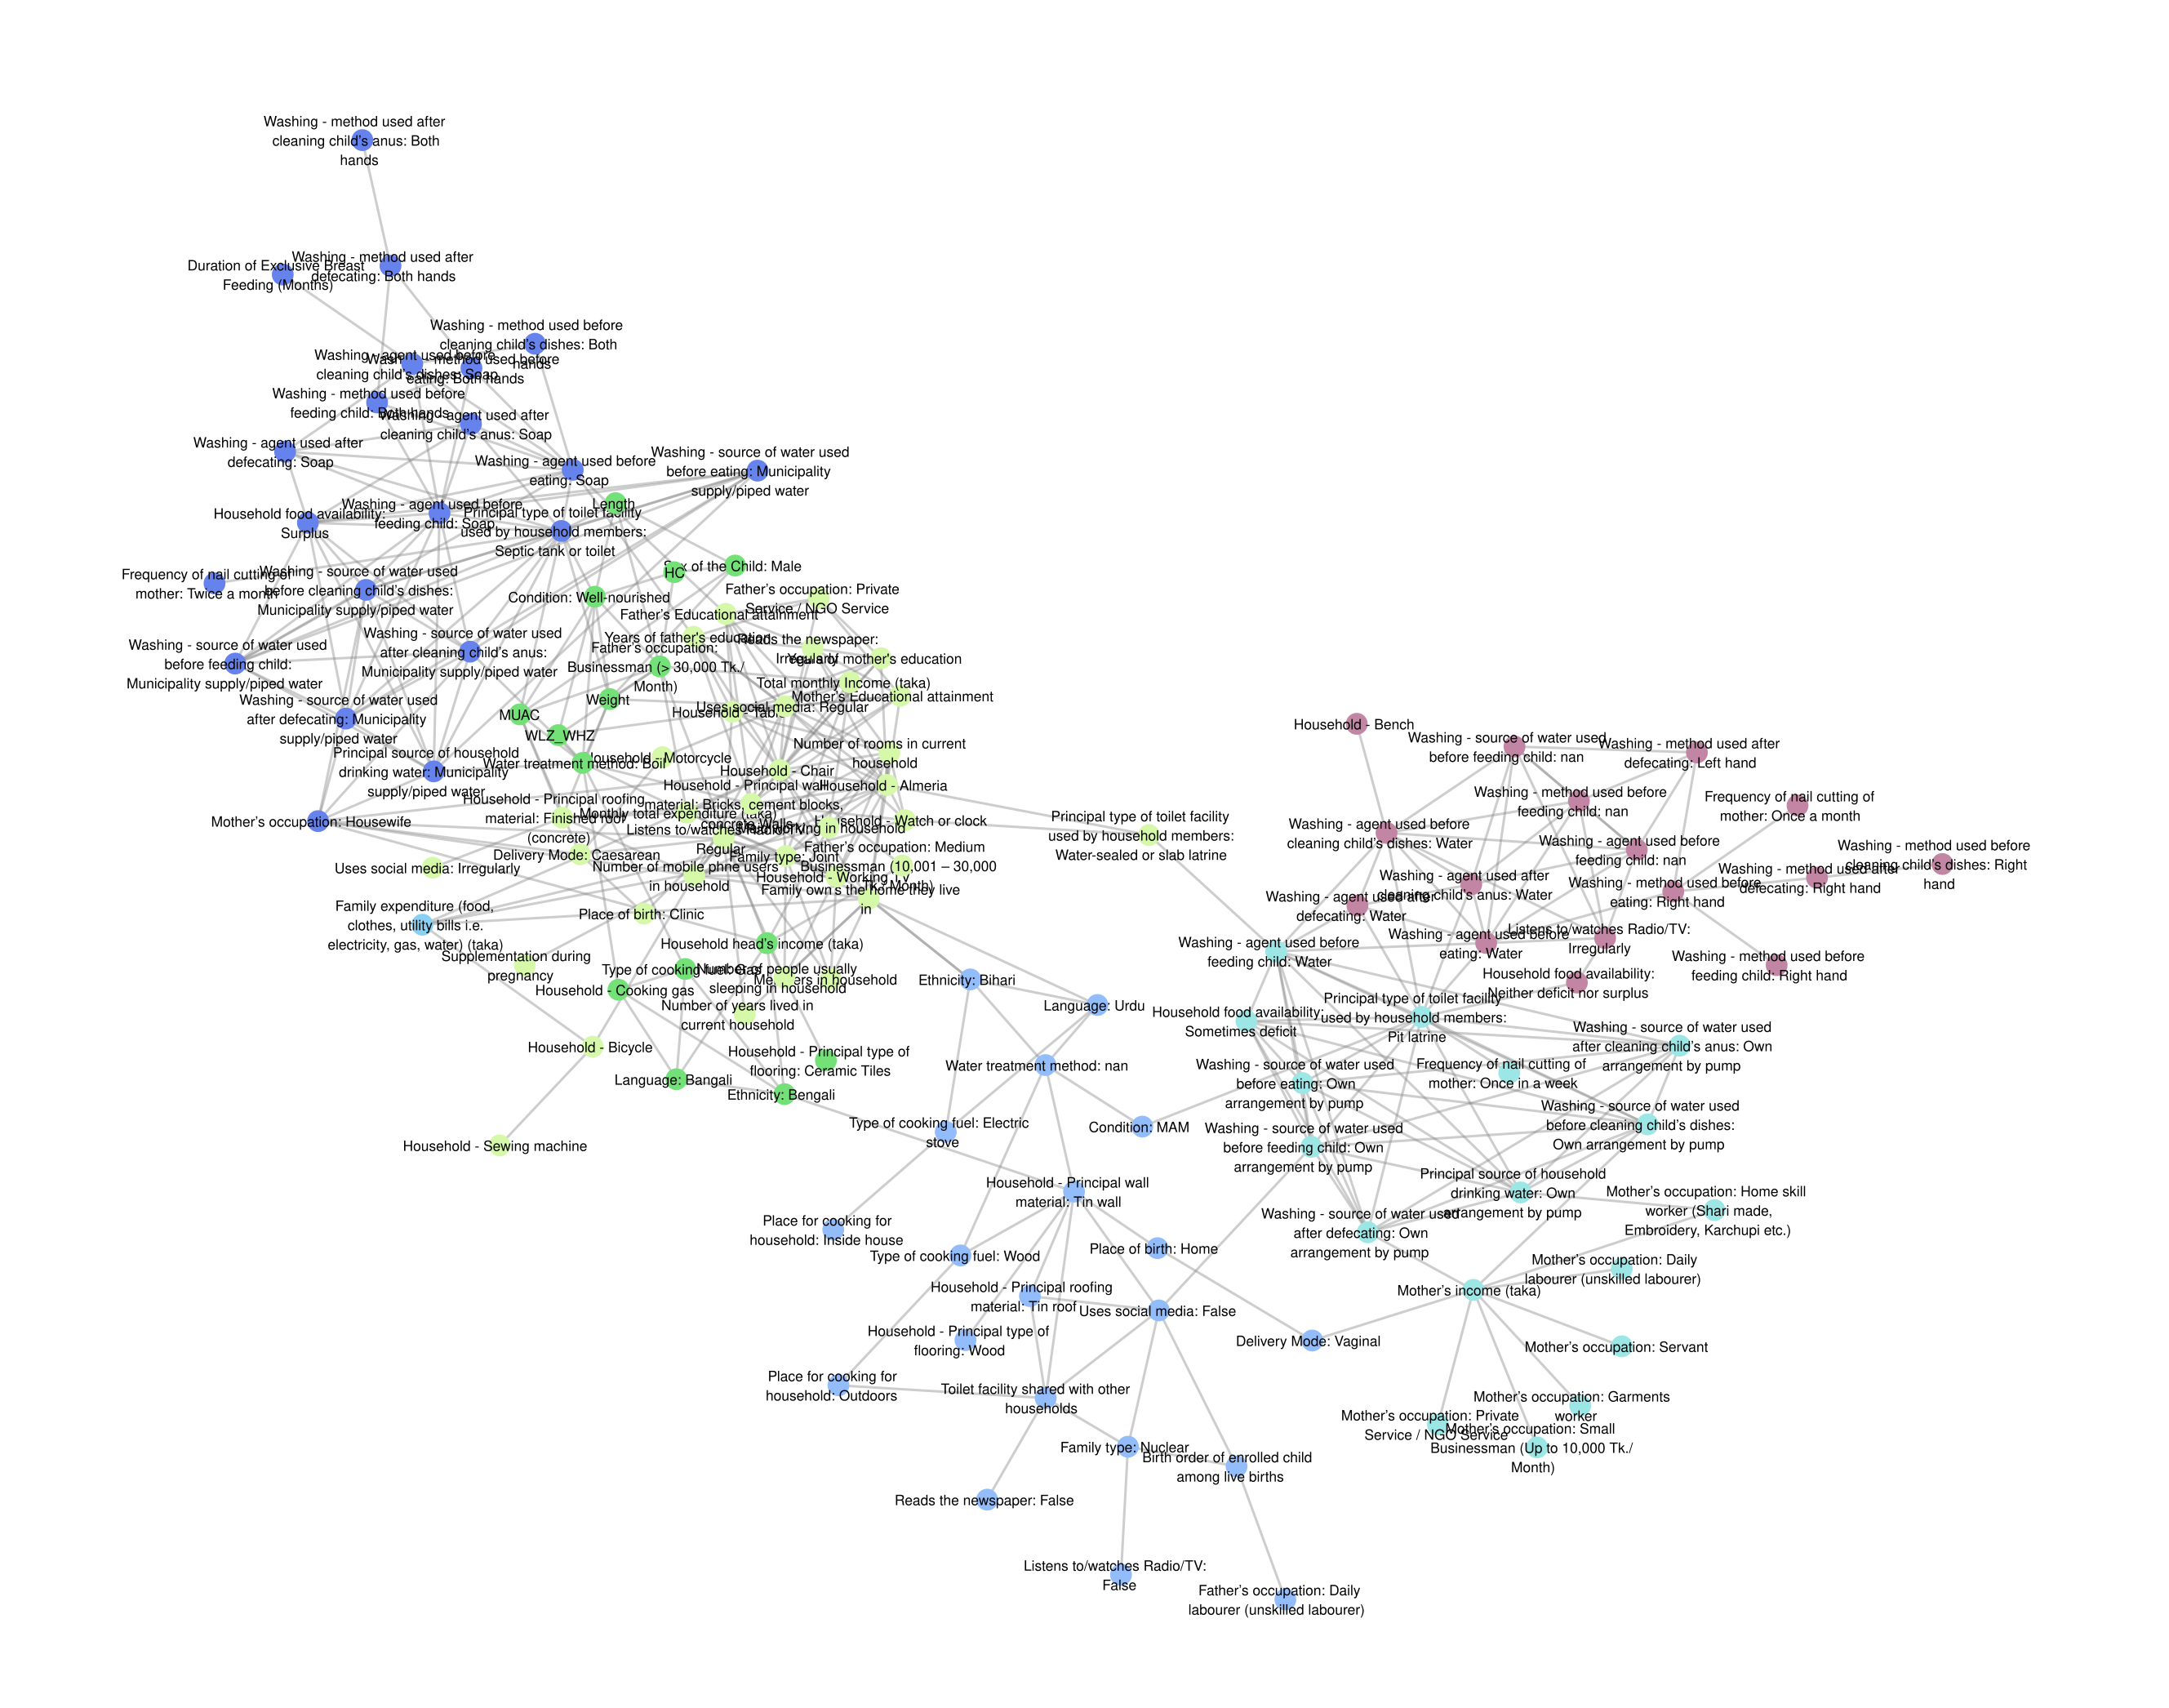 Washing - method used after
cleaning child's anus: Both
hands
Washing - method used after
defecating: Both hands
Duration of Exclusive Breast
Feeding (Months)
Washing - method used before
cleaning child's dishes: Both
hands
Washing - agent used before
cleaning child's dishes: Soap
Washing - method used before
eating: Both hands
Washing - method used before
feeding child: Both hands
Washing - agent used after
cleaning child's anus: Soap
Washing - agent used after
defecating: Soap
Washing - agent used before
eating: Soap
Washing - source of water used
before eating: Municipality
supply/piped water
Length
Washing - agent used before
feeding child: Soap
Household food availability:
Surplus
Principal type of toilet facility
used by household members:
Septic tank or toilet
Frequency of nail cutting of
mother: Twice a month
Washing - source of water used
before cleaning child's dishes:
Municipality supply/piped water
HC
Sex of the Child: Male
Condition: Well-nourished
Father's occupation: Private
Service / NGO Service
Father's Educational attainment
Washing - source of water used
before feeding child:
Municipality supply/piped water
Washing - source of water used
after cleaning child's anus:
Municipality supply/piped water
Years of father's education
Reads the newspaper:
Irregularly
Years of mother's education
Father's occupation:
Businessman (> 30,000 Tk./
Month)
Total monthly Income (taka)
Mother's Educational attainment
Weight
Uses social media: Regular
Household - Table
Washing - source of water used
after defecating: Municipality
supply/piped water
MUAC
WLZ_WHZ
Principal source of household
drinking water: Municipality
supply/piped water
Water treatment method: Boil
Household - Motorcycle
Number of rooms in current
household
Household - Chair
Household - Almeria
Household - Principal wall
material: Bricks, cement blocks,
concrete Walls
Household - Principal roofing
material: Finished roof
(concrete)
Monthly total expenditure (taka)
Mother's occupation: Housewife
Household - Watch or clock
Listens to/watches Radio/TV:
Regular
Father's occupation: Medium
Businessman (10,001 – 30,000
Tk./ Month)
Delivery Mode: Caesarean
Family type: Joint
Uses social media: Irregularly
Number of mobile phne users
in household
Household - Working TV
Family own's the home they live
in
Family expenditure (food,
clothes, utility bills i.e.
electricity, gas, water) (taka)
Place of birth: Clinic
Household head's income (taka)
Supplementation during
pregnancy
Type of cooking fuel: Gas
Number of people usually
sleeping in household
Members in household
Household - Cooking gas
Number of years lived in
current household
Household - Bicycle
Household - Principal type of
flooring: Ceramic Tiles
Language: Bangali
Ethnicity: Bengali
Household - Sewing machine
Principal type of toilet facility
used by household members:
Water-sealed or slab latrine
Ethnicity: Bihari
Language: Urdu
Water treatment method: nan
Type of cooking fuel: Electric
stove
Condition: MAM
Household - Principal wall
material: Tin wall
Place for cooking for
household: Inside house
Type of cooking fuel: Wood
Place of birth: Home
Household - Principal roofing
material: Tin roof
Uses social media: False
Household - Principal type of
flooring: Wood
Delivery Mode: Vaginal
Place for cooking for
household: Outdoors
Toilet facility shared with other
households
Family type: Nuclear
Birth order of enrolled child
among live births
Reads the newspaper: False
Listens to/watches Radio/TV:
False
Father's occupation: Daily
labourer (unskilled labourer)
Household - Bench
Washing - source of water used
before feeding child: nan
Washing - method used after
defecating: Left hand
Washing - method used before
feeding child: nan
Frequency of nail cutting of
mother: Once a month
Washing - agent used before
cleaning child's dishes: Water
Washing - agent used before
feeding child: nan
Washing - method used before
cleaning child's dishes: Right
hand
Washing - method used after
defecating: Right hand
Washing - agent used after
cleaning child's anus: Water
Washing - method used before
eating: Right hand
Washing - agent used after
defecating: Water
Listens to/watches Radio/TV:
Irregularly
Washing - agent used before
eating: Water
Washing - agent used before
feeding child: Water
Washing - method used before
feeding child: Right hand
Household food availability:
Neither deficit nor surplus
Principal type of toilet facility
used by household members:
Pit latrine
Household food availability:
Sometimes deficit
Washing - source of water used
after cleaning child's anus: Own
arrangement by pump
Washing - source of water used
before eating: Own
arrangement by pump
Frequency of nail cutting of
mother: Once in a week
Washing - source of water used
before cleaning child's dishes:
Own arrangement by pump
Washing - source of water used
before feeding child: Own
arrangement by pump
Principal source of household
drinking water: Own
arrangement by pump
Mother's occupation: Home skill
worker (Shari made,
Embroidery, Karchupi etc.)
Washing - source of water used
after defecating: Own
arrangement by pump
Mother's occupation: Daily
labourer (unskilled labourer)
Mother's income (taka)
Mother's occupation: Servant
Mother's occupation: Garments
worker
Mother's occupation: Private
Service / NGO Service
Mother's occupation: Small
Businessman (Up to 10,000 Tk./
Month)